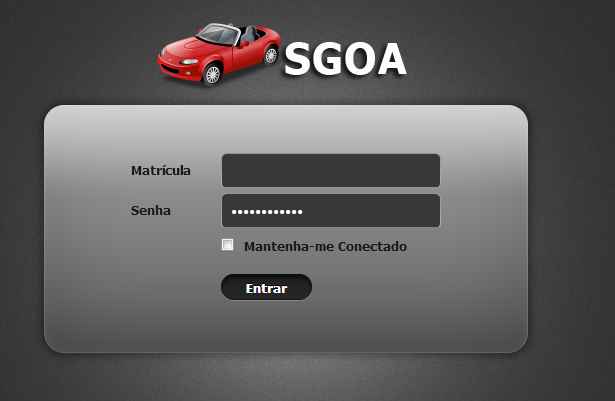 SGOA
Matrícula
Senha ••••••••••••
Mantenha-me Conectado
Entrar